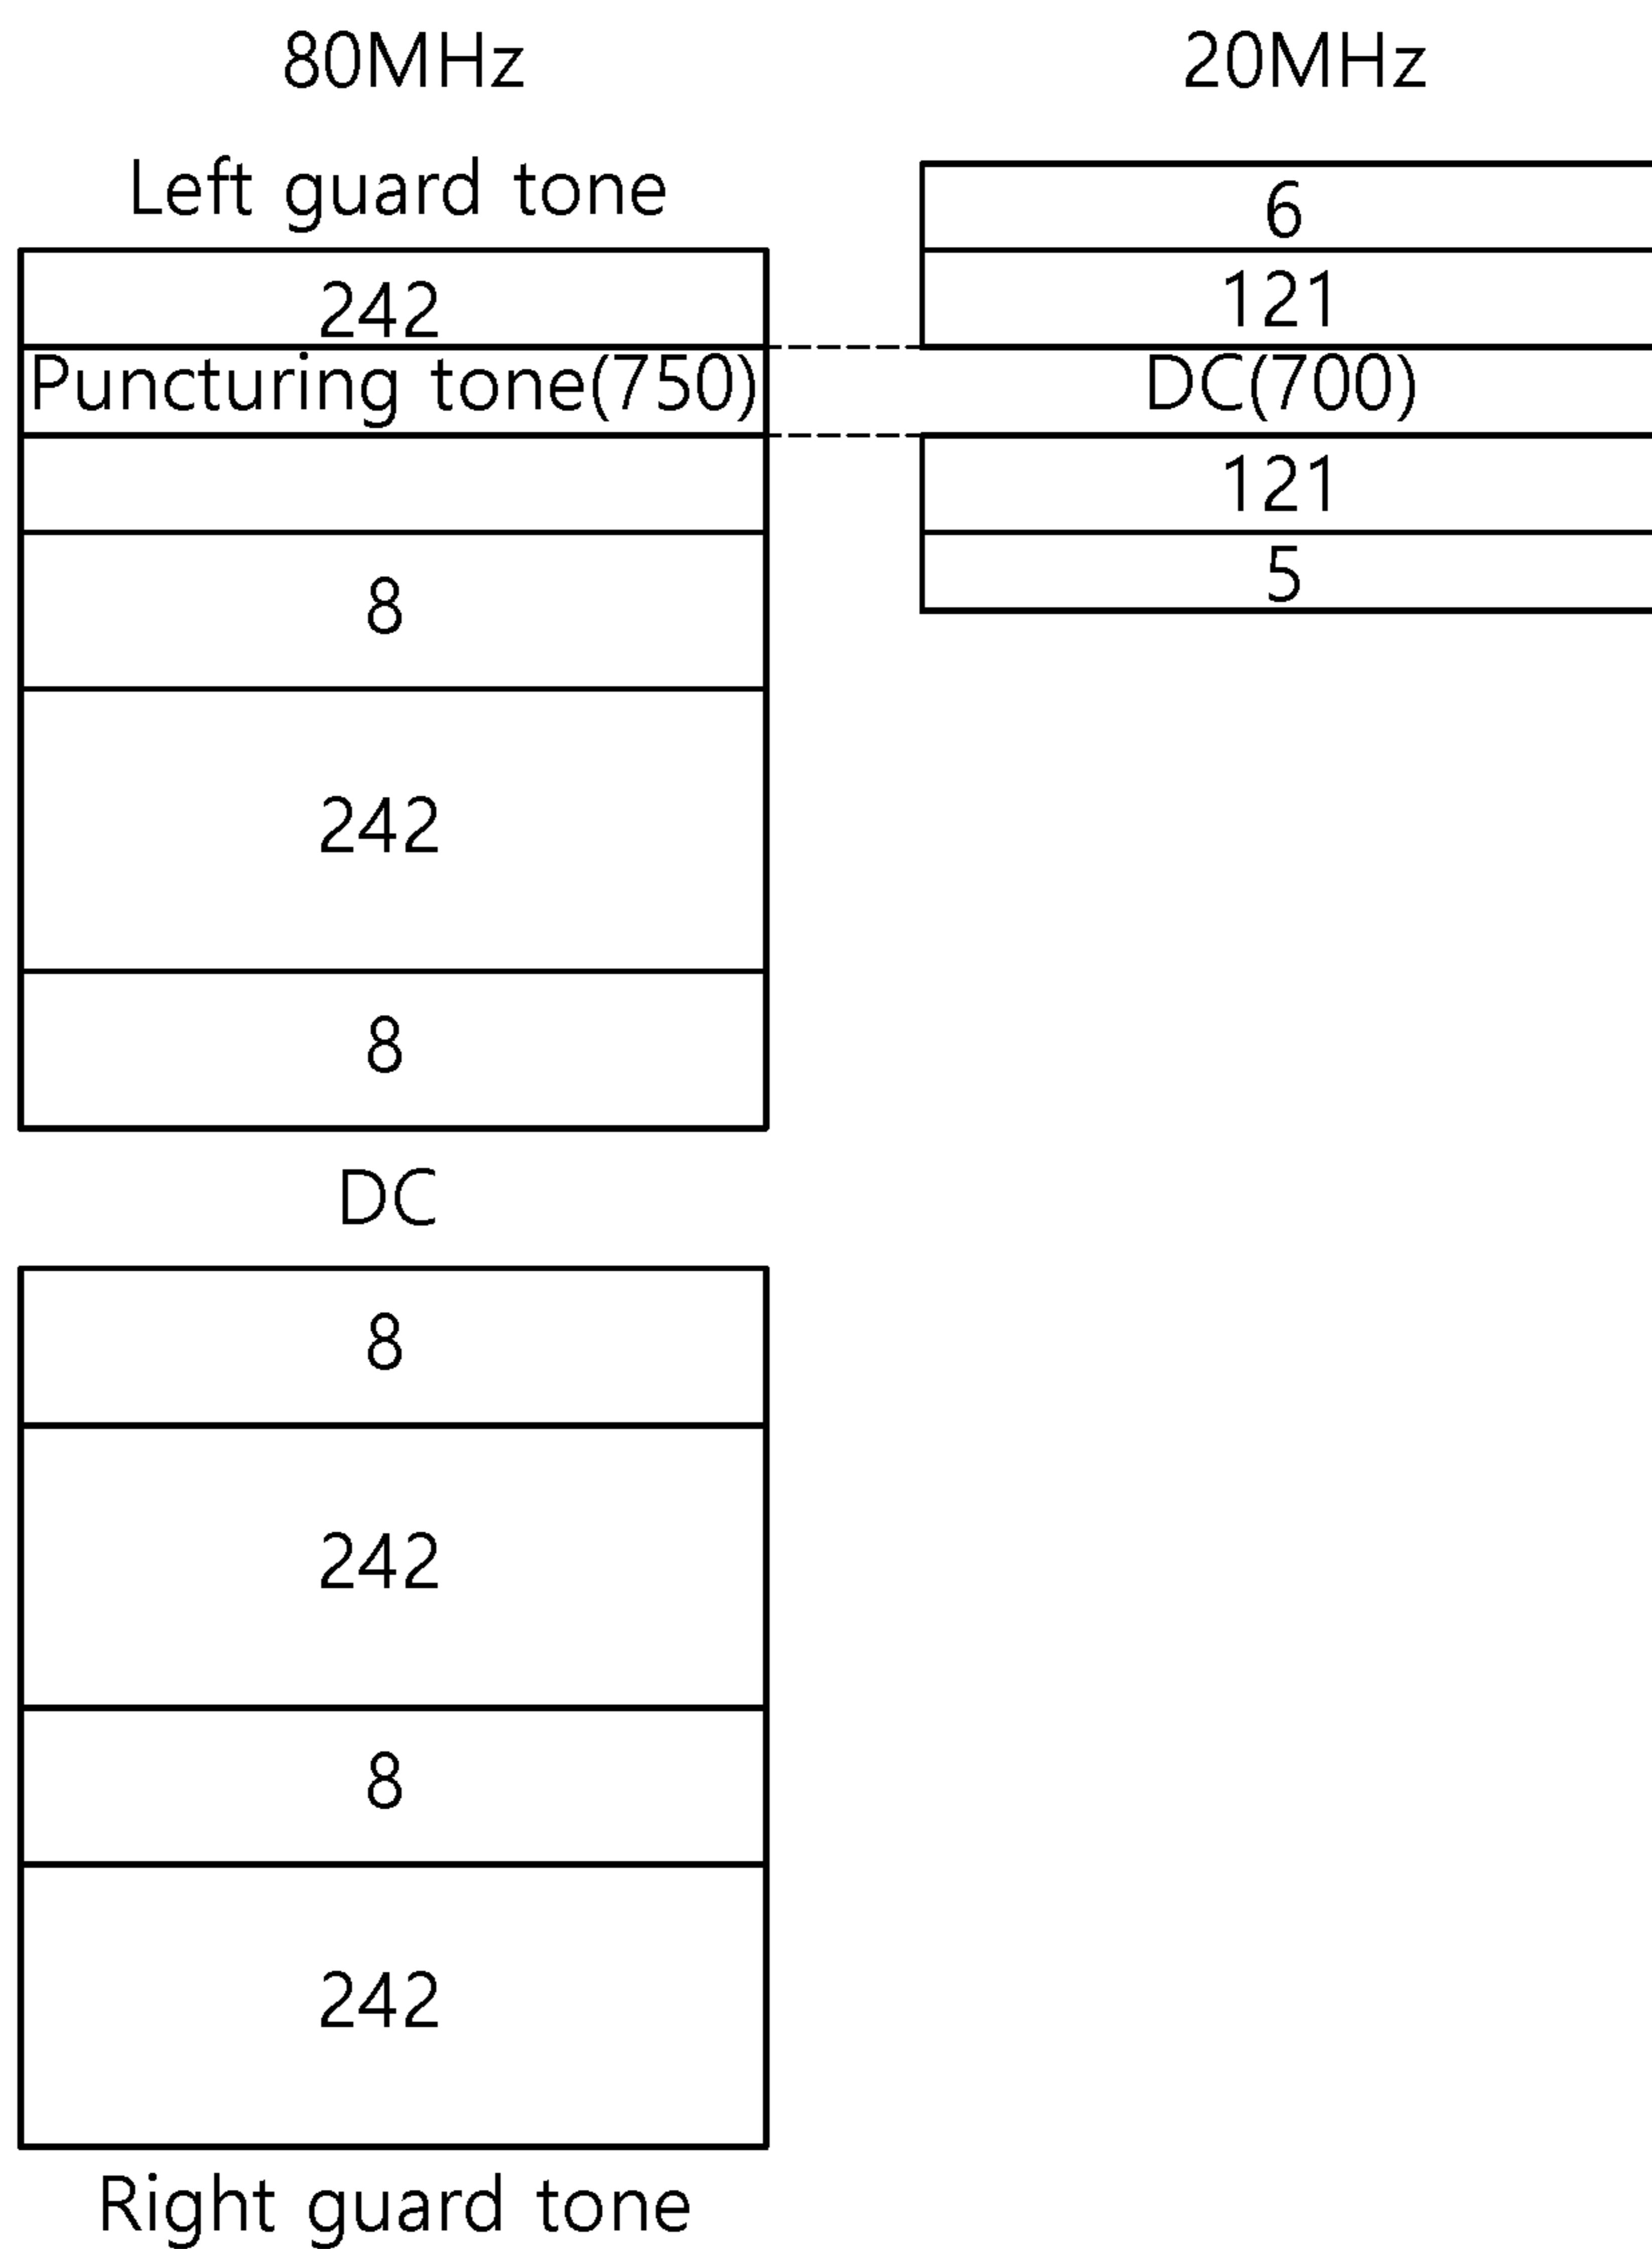 80MHz
Left guard tone
242
Puncturing tone(750)
8
242
8
DC
8
242
8
242
Right guard tone
20MHz
6
121
DC(700)
121
5